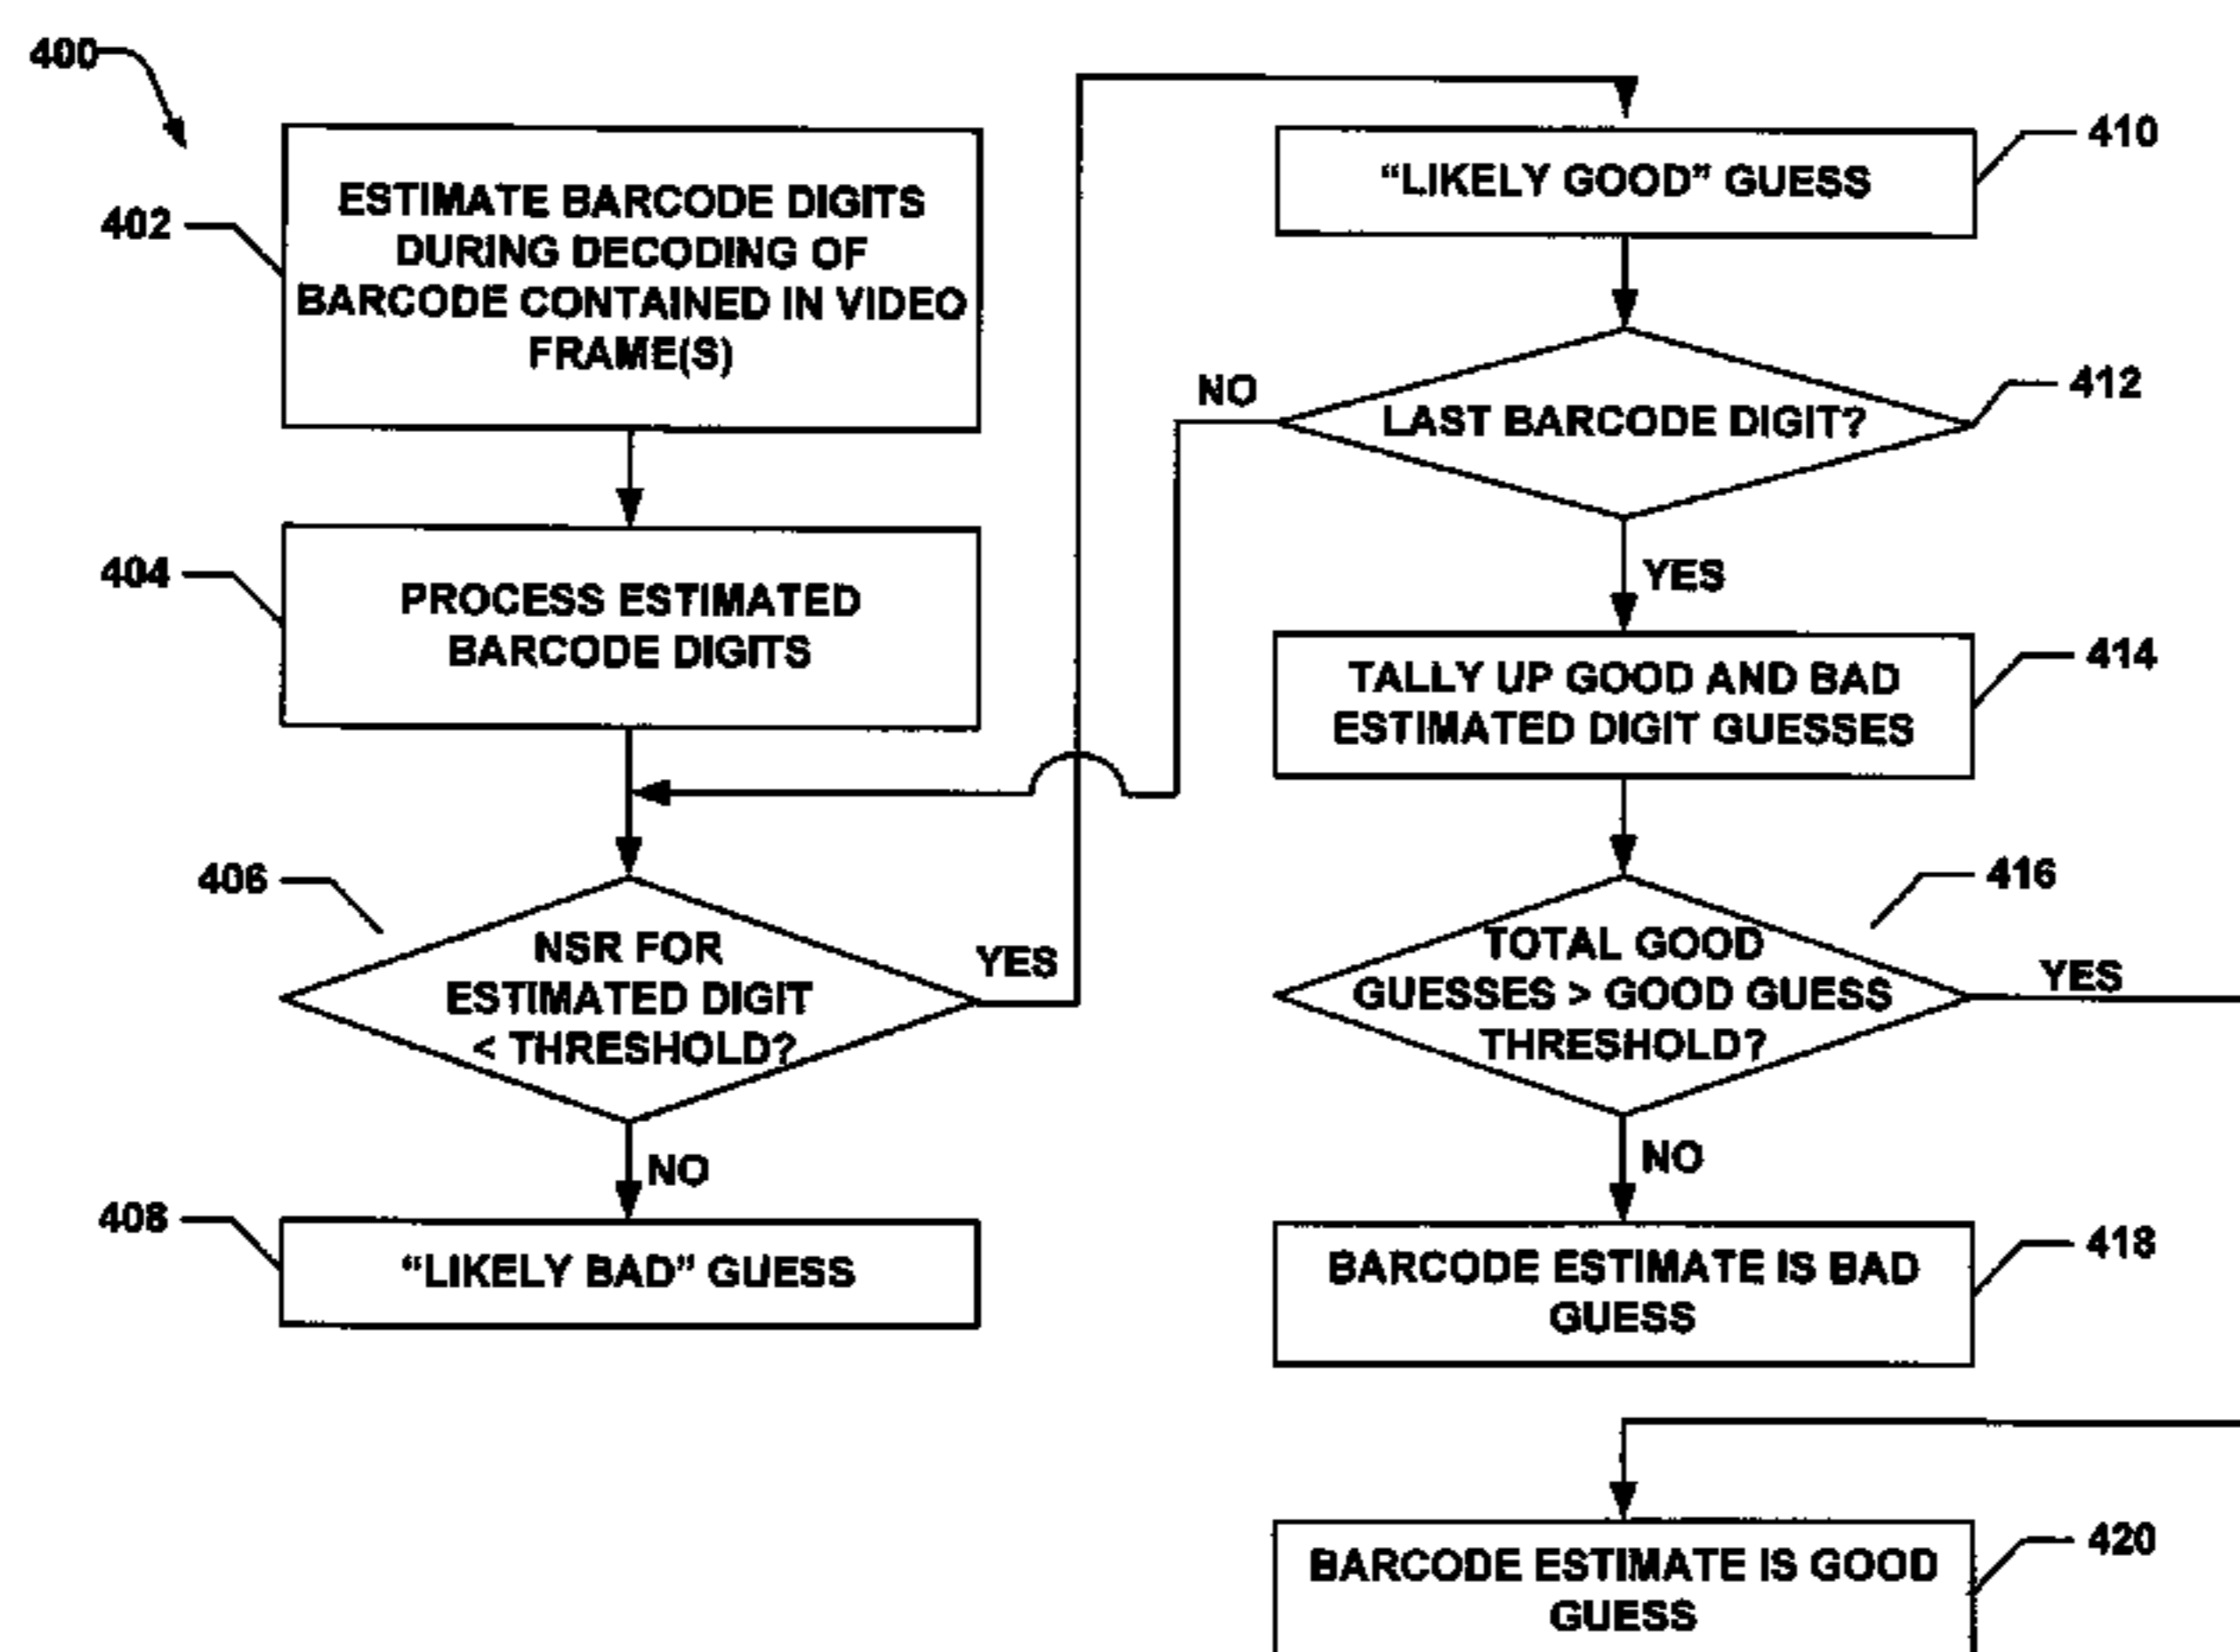 400
402
ESTIMATE BARCODE DIGITS
DURING DECODING OF
BARCODE CONTAINED IN VIDEO
FRAME(S)
404
PROCESS ESTIMATED
BARCODE DIGITS
406
NSR FOR
ESTIMATED DIGIT
< THRESHOLD?
YES
NO
408
“LIKELY BAD” GUESS
410
“LIKELY GOOD” GUESS
412
NO
LAST BARCODE DIGIT?
YES
414
TALLY UP GOOD AND BAD
ESTIMATED DIGIT GUESSES
416
TOTAL GOOD
GUESSES > GOOD GUESS
THRESHOLD?
YES
NO
418
BARCODE ESTIMATE IS BAD
GUESS
420
BARCODE ESTIMATE IS GOOD
GUESS